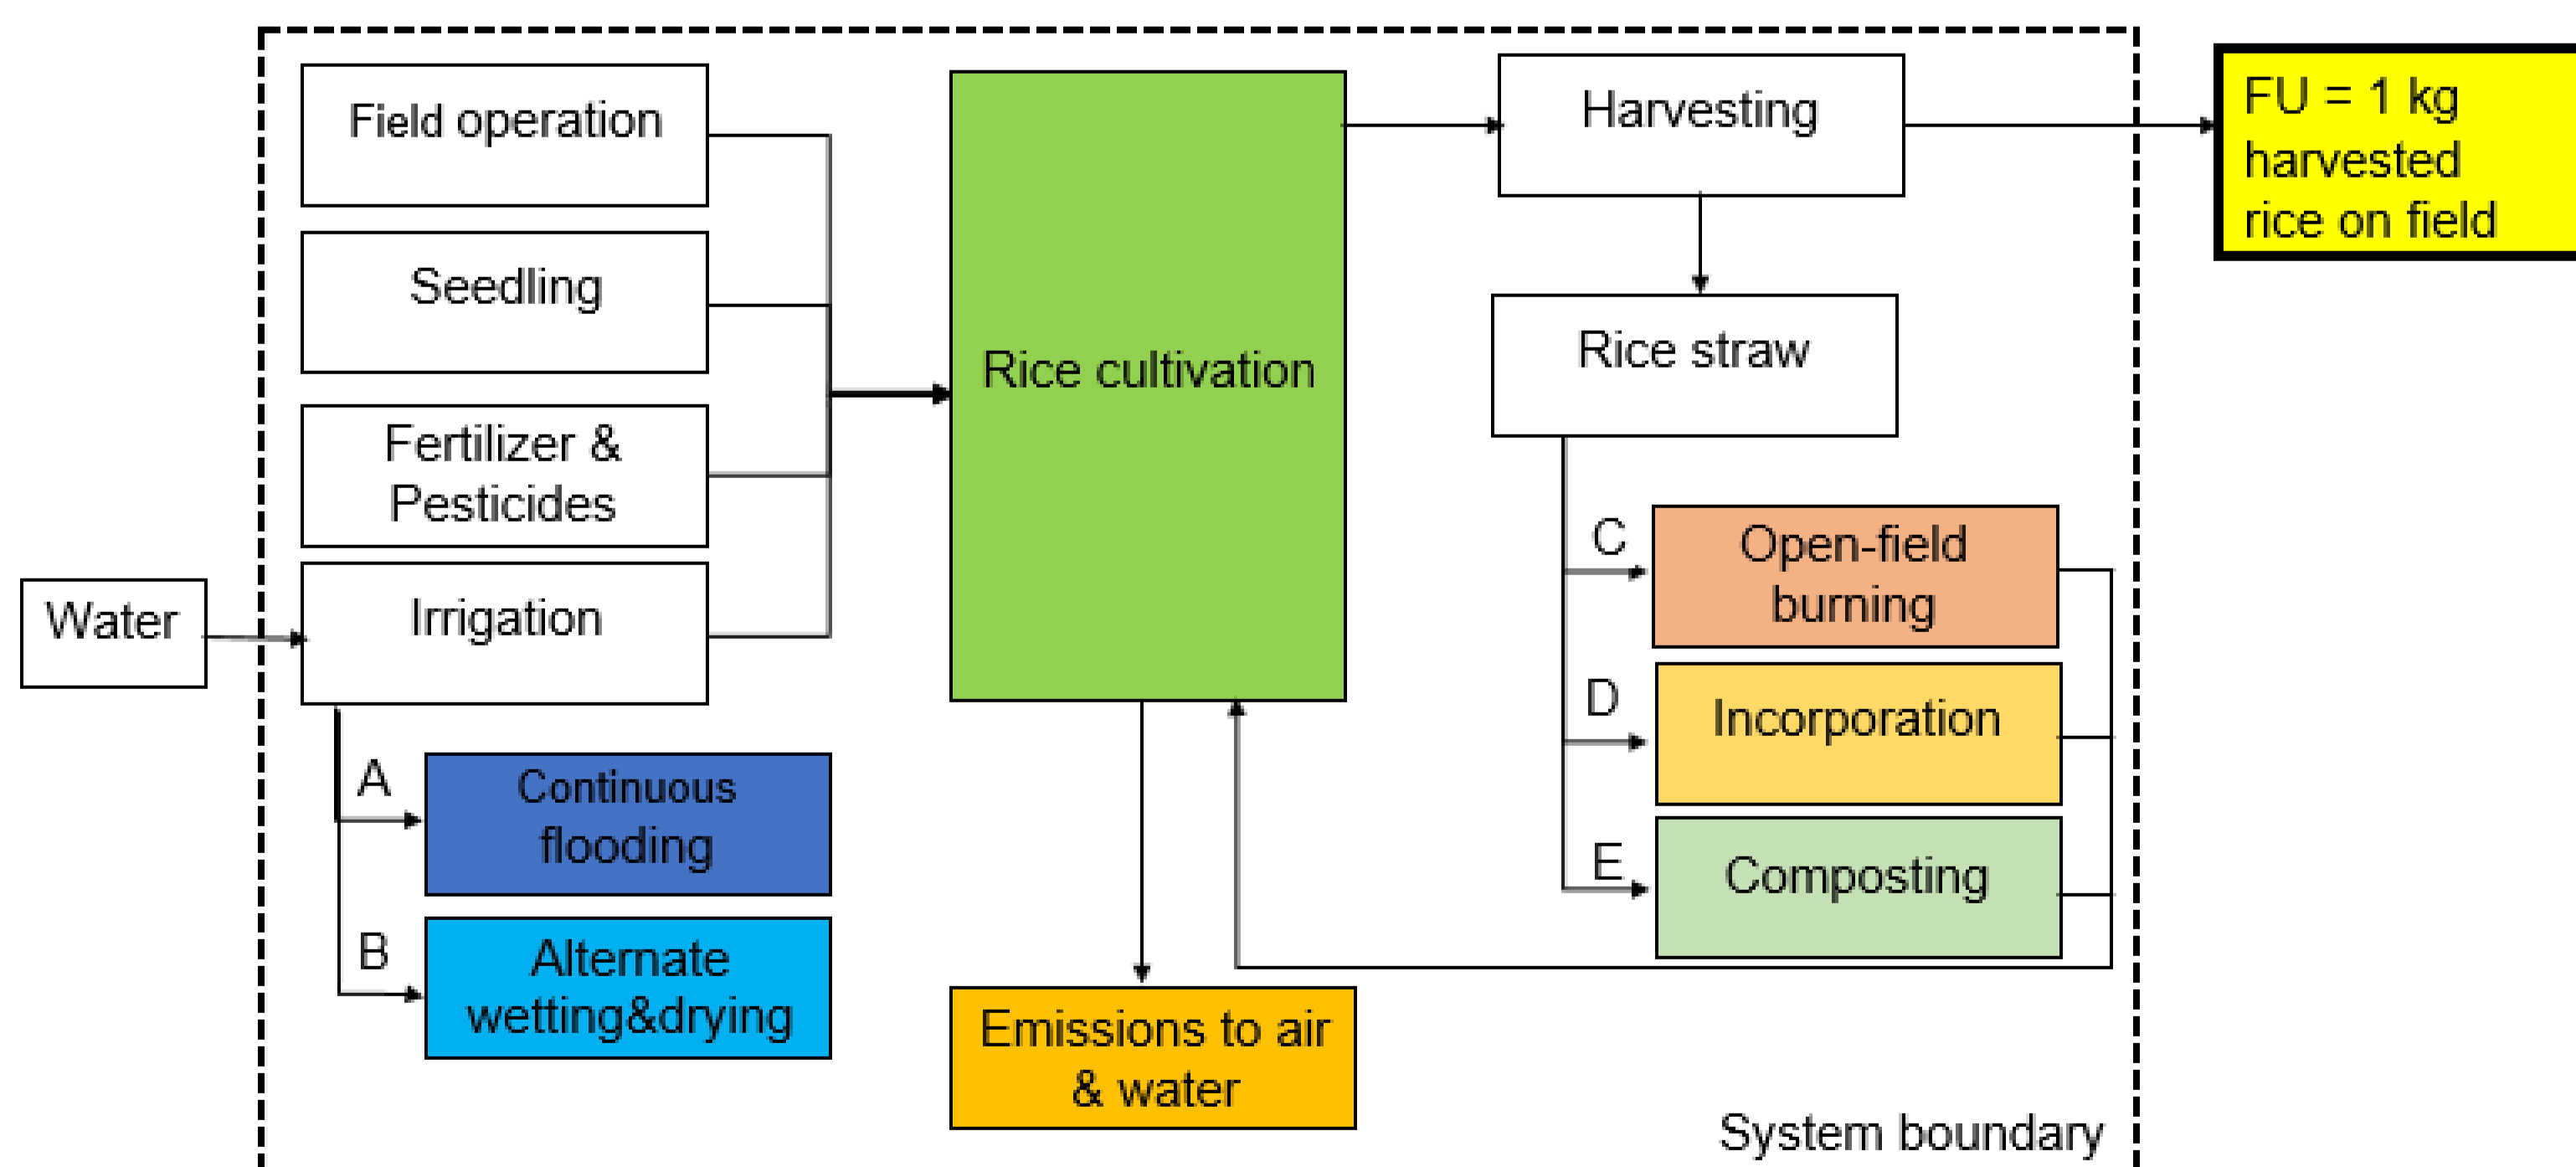 Field operation
Seedling
Fertilizer &
Pesticides
Water
Irrigation
A
Continuous
flooding
B
Alternate
wetting&drying
Rice cultivation
Emissions to air
& water
Harvesting
Rice straw
C
Open-field
burning
D
Incorporation
E
Composting
System boundary
FU = 1 kg
harvested
rice on field